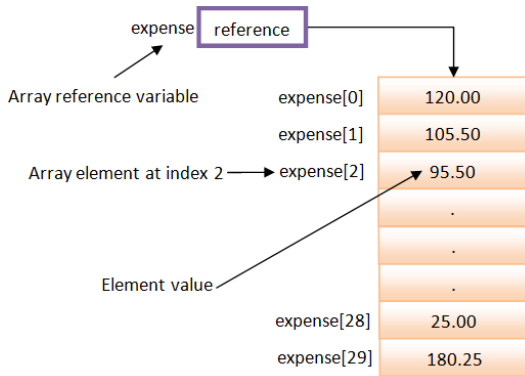 expense reference
Array reference variable
expense[0] 120.00
expense[1] 105.50
Array element at index 2 expense[2] 95.50
.
.
Element value .
expense[28] 25.00
expense[29] 180.25